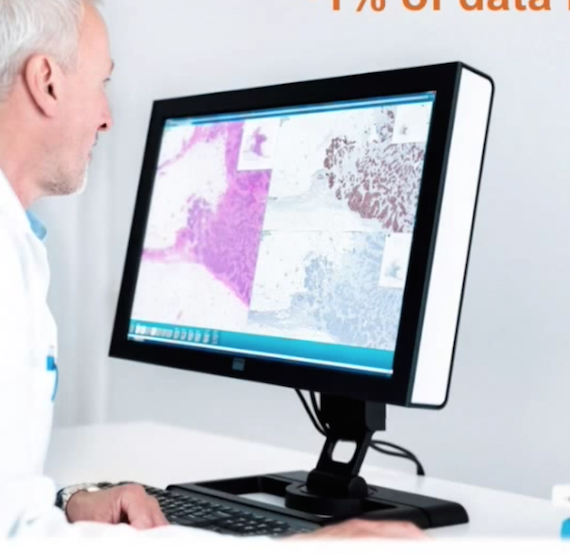 1% of data